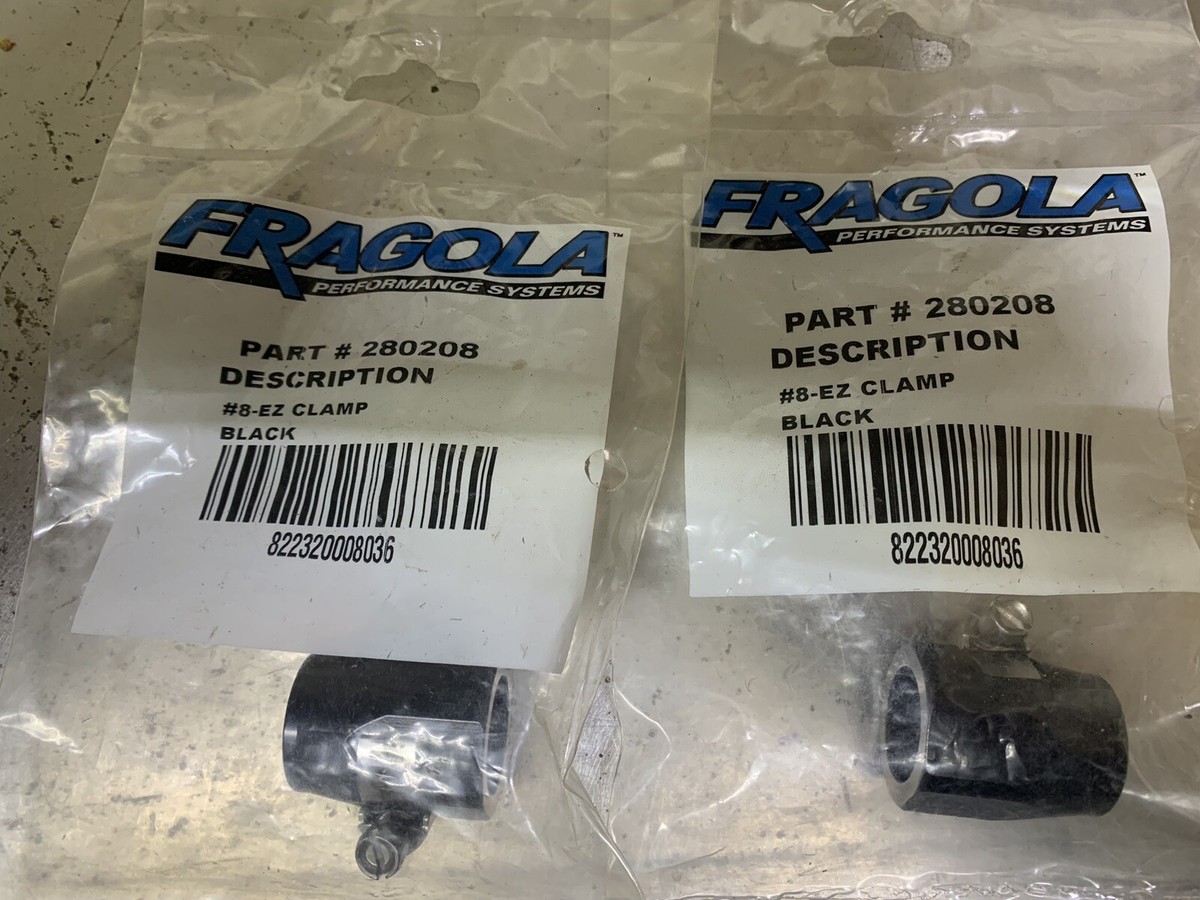 FRAGOLA™
PERFORMANCE SYSTEMS
PART # 280208
DESCRIPTION
#8-EZ CLAMP
BLACK
822320008036
FRAGOLA™
PERFORMANCE SYSTEMS
PART # 280208
DESCRIPTION
#8-EZ CLAMP
BLACK
822320008036